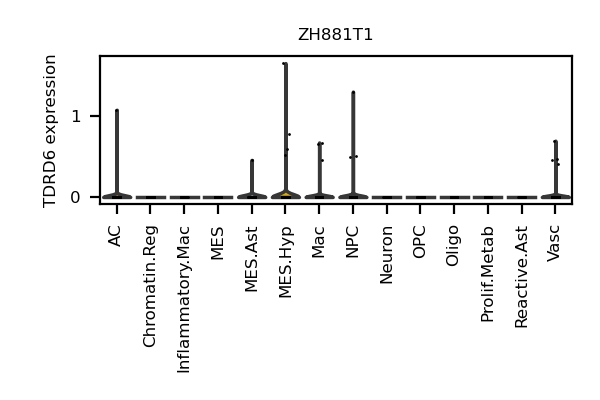 ZH881T1
TDRD6 expression
1
0
AC
Chromatin.Reg
Inflammatory.Mac
MES
MES.Ast
MES.Hyp
Mac
NPC
Neuron
OPC
Oligo
Prolif.Metab
Reactive.Ast
Vasc